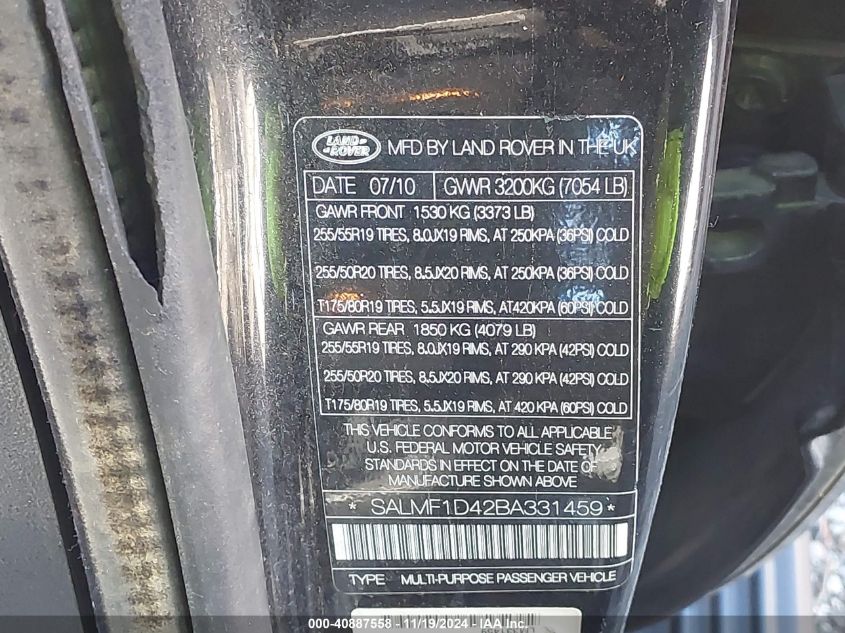 LAND ROVER MFD BY LAND ROVER IN THE UK
DATE 07/10 GVWR 3200KG (7054 LB)
GAWR FRONT 1530 KG (3373 LB)
255/55R19 TIRES, 8.0JX19 RIMS, AT 250KPA (36PSI) COLD
255/50R20 TIRES, 8.5JX20 RIMS, AT 250KPA (36PSI) COLD
T175/80R19 TIRES, 5.5JX19 RIMS, AT420KPA (60PSI) COLD
GAWR REAR 1850 KG (4079 LB)
255/55R19 TIRES, 8.0JX19 RIMS, AT 290 KPA (42PSI) COLD
255/50R20 TIRES, 8.5JX20 RIMS, AT 290 KPA (42PSI) COLD
T175/80R19 TIRES, 5.5JX19 RIMS, AT 420 KPA (60PSI) COLD
THIS VEHICLE CONFORMS TO ALL APPLICABLE
U.S. FEDERAL MOTOR VEHICLE SAFETY
STANDARDS IN EFFECT ON THE DATE OF
MANUFACTURE SHOWN ABOVE
* SALMF1D42BA331459 *
TYPE MULTI-PURPOSE PASSENGER VEHICLE
000-40887558 - 11/19/2024 - IAAI.COM